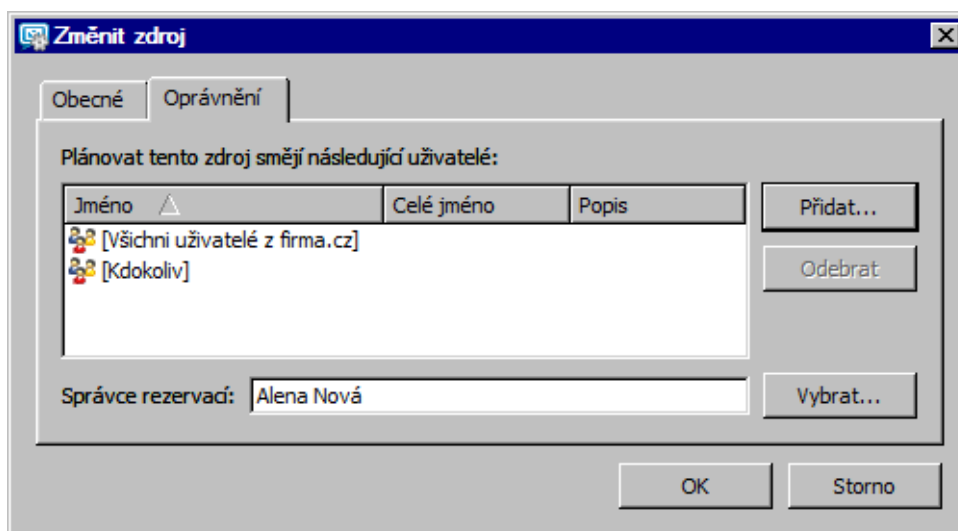 Změnit zdroj
Obecné Oprávnění
Plánovat tento zdroj smějí následující uživatelé:
Jméno Celé jméno Popis
[Všichni uživatelé z firma.cz]
[Kdokoliv]
Přidat...
Odebrat
Správce rezervací: Alena Nová Vybrat...
OK Storno